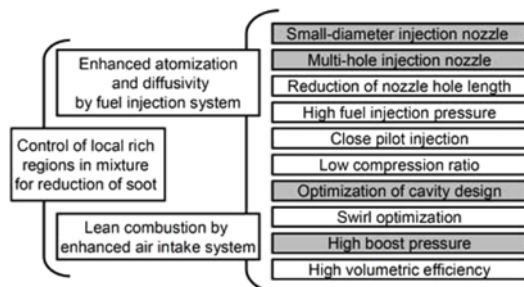 Control of local rich
regions in mixture
for reduction of soot
Enhanced atomization
and diffusivity
by fuel injection system
Lean combustion by
enhanced air intake system
Small-diameter injection nozzle
Multi-hole injection nozzle
Reduction of nozzle hole length
High fuel injection pressure
Close pilot injection
Low compression ratio
Optimization of cavity design
Swirl optimization
High boost pressure
High volumetric efficiency